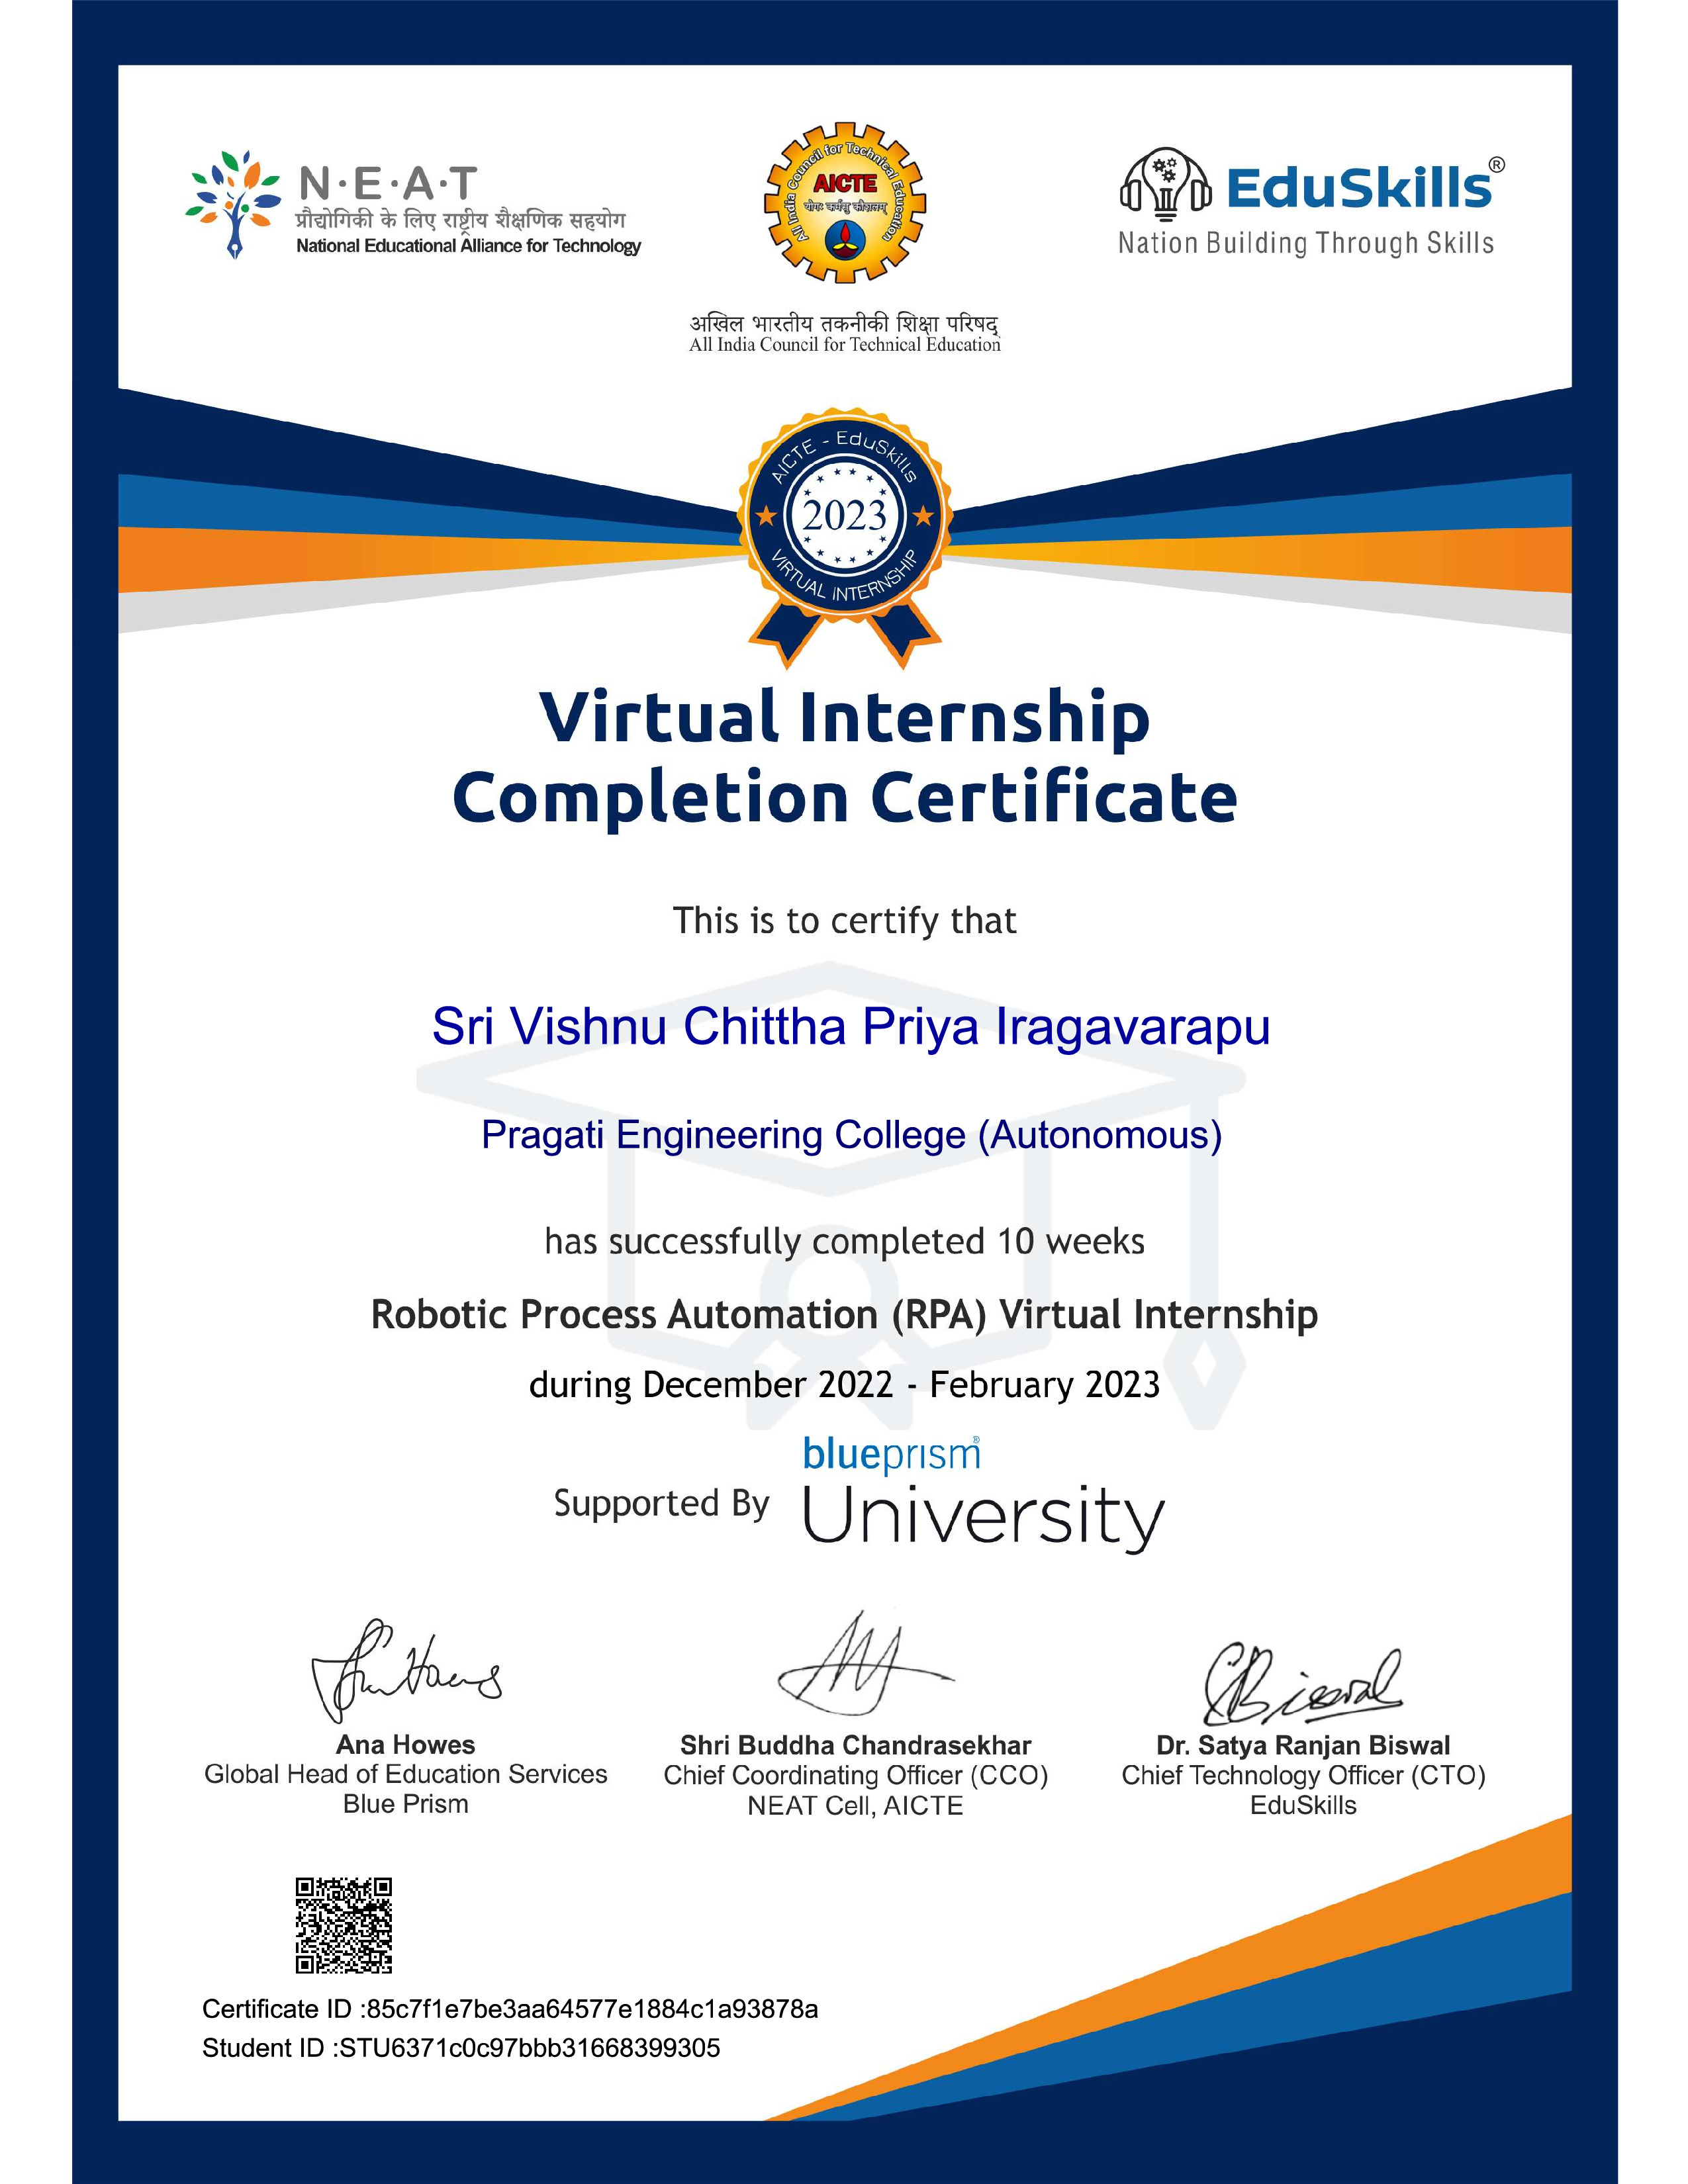 N·E·A·T
प्रौद्योगिकी के लिए राष्ट्रीय शैक्षणिक सहयोग
National Educational Alliance for Technology
All India Council for Technical Education
AICTE
योगः कर्मसु कौशलम्
अखिल भारतीय तकनीकी शिक्षा परिषद्
All India Council for Technical Education
EduSkills®
Nation Building Through Skills
AICTE - EduSkills
2023
VIRTUAL INTERNSHIP
Virtual Internship
Completion Certificate
This is to certify that
Sri Vishnu Chittha Priya Iragavarapu
Pragati Engineering College (Autonomous)
has successfully completed 10 weeks
Robotic Process Automation (RPA) Virtual Internship
during December 2022 - February 2023
Supported By
blueprism®
University
Ana Howes
Global Head of Education Services
Blue Prism
Shri Buddha Chandrasekhar
Chief Coordinating Officer (CCO)
NEAT Cell, AICTE
Biswal
Dr. Satya Ranjan Biswal
Chief Technology Officer (CTO)
EduSkills
Certificate ID :85c7f1e7be3aa64577e1884c1a93878a
Student ID :STU6371c0c97bbb31668399305